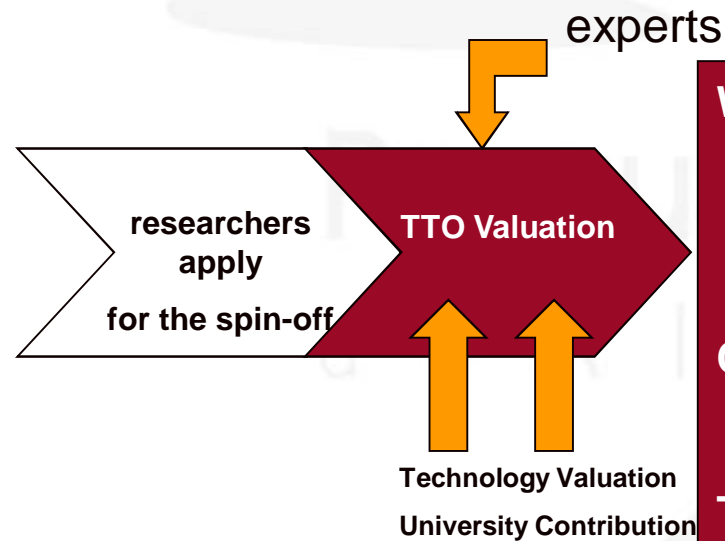 experts
researchers
apply
for the spin-off
TTO Valuation
Technology Valuation
University Contribution